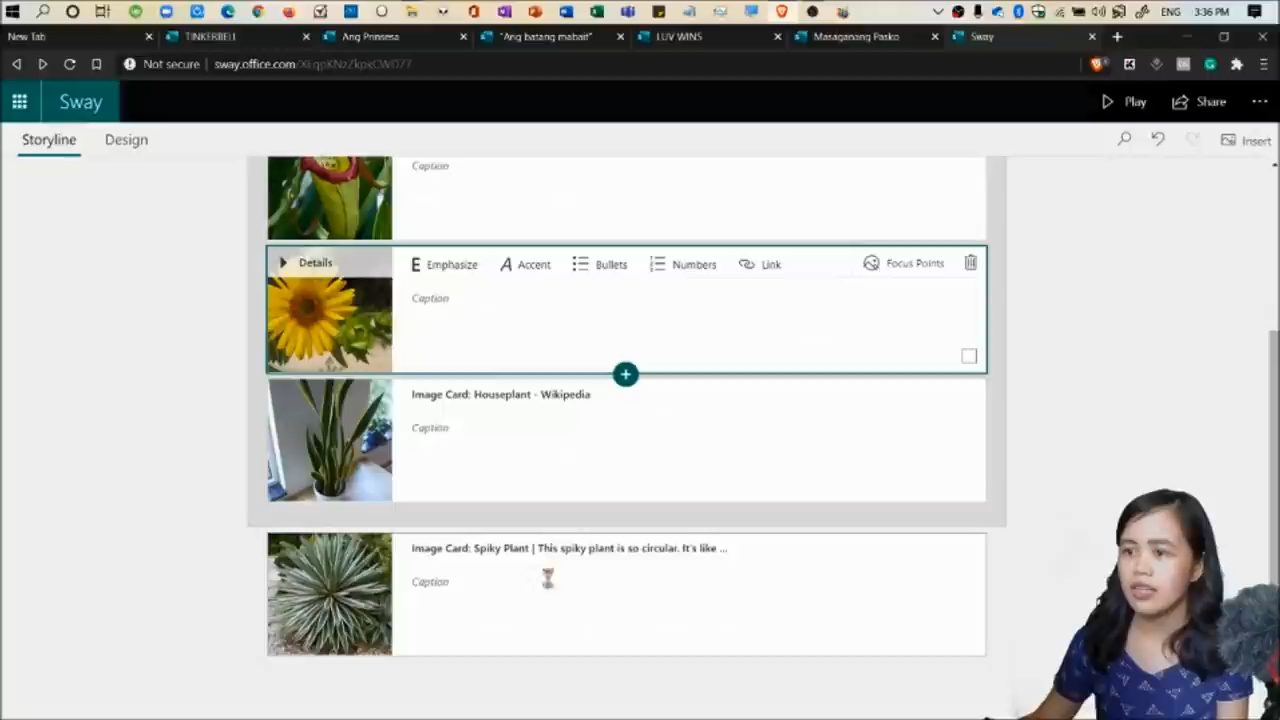 ENG 3:36 PM
New Tab
TINKERBELL
Ang Prinsesa
"Ang batang mabait"
LUV WINS
Masaganang Pasko
Sway
Not secure
sway.office.com
Sway
Play
Share
Storyline
Design
Insert
Caption
Details
E Emphasize
A Accent
Bullets
Numbers
Link
Focus Points
Caption
Image Card: Houseplant - Wikipedia
Caption
Image Card: Spiky Plant | This spiky plant is so circular. It's like ...
Caption